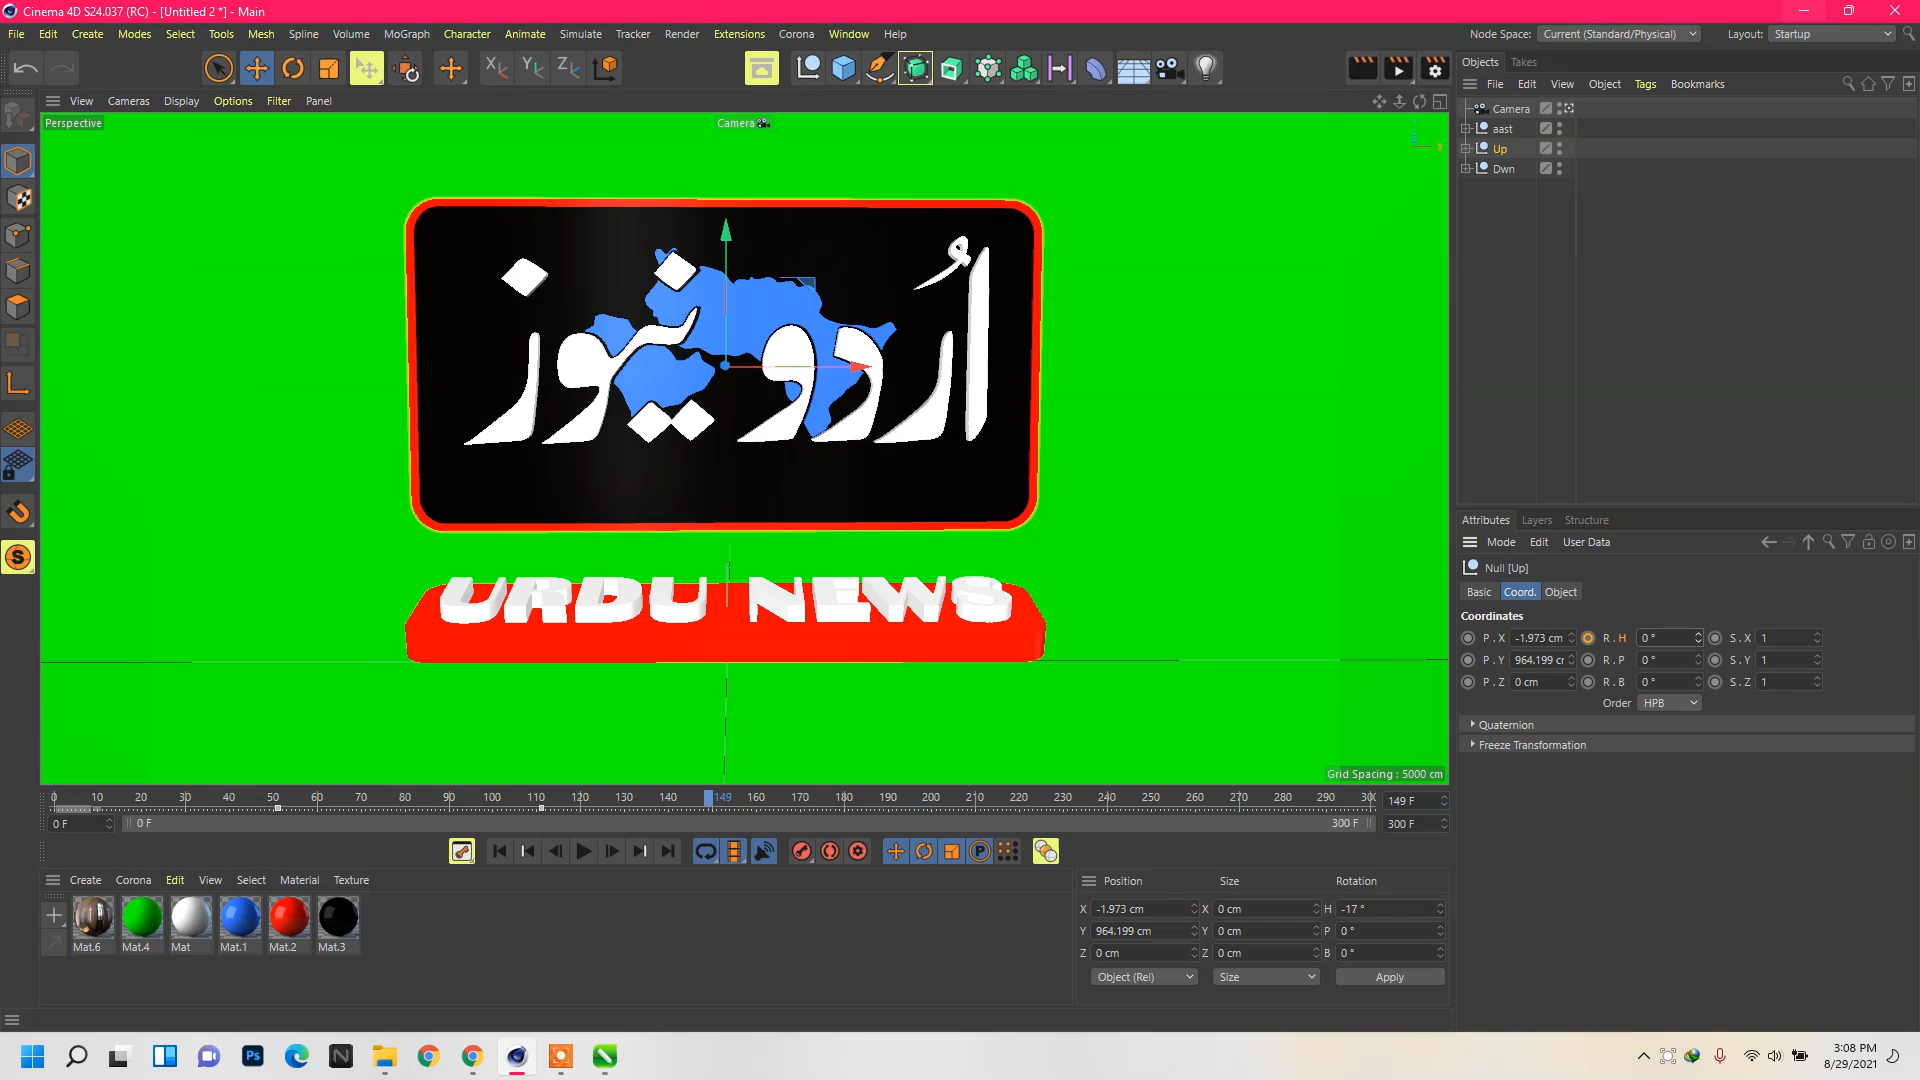 Cinema 4D S24.037 (RC) - [Untitled 2 *] - Main
File Edit Create Modes Select Tools Mesh Spline Volume MoGraph Character Animate Simulate Tracker Render Extensions Corona Window Help
Node Space: Current (Standard/Physical) Layout: Startup
Objects Takes
File Edit View Object Tags Bookmarks
View Cameras Display Options Filter Panel
Perspective
Camera
Camera
aast
Up
Dwn
اُردو نیوز
URDU NEWS
Attributes Layers Structure
Mode Edit User Data
Null [Up]
Basic Coord. Object
Coordinates
P . X -1.973 cm R . H 0 ° S . X 1
P . Y 964.199 cr R . P 0 ° S . Y 1
P . Z 0 cm R . B 0 ° S . Z 1
Order HPB
Quaternion
Freeze Transformation
Grid Spacing : 5000 cm
0 10 20 30 40 50 60 70 80 90 100 110 120 130 140 149 160 170 180 190 200 210 220 230 240 250 260 270 280 290 30 149 F
0 F 0 F 300 F 300 F
Create Corona Edit View Select Material Texture
Mat.6 Mat.4 Mat Mat.1 Mat.2 Mat.3
Position Size Rotation
X -1.973 cm X 0 cm H -17 °
Y 964.199 cm Y 0 cm P 0 °
Z 0 cm Z 0 cm B 0 °
Object (Rel) Size Apply
3:08 PM
8/29/2021